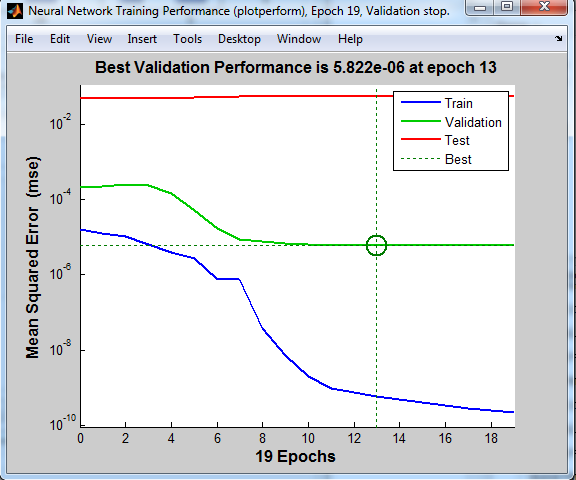 Neural Network Training Performance (plotperform), Epoch 19, Validation stop.
File Edit View Insert Tools Desktop Window Help
Best Validation Performance is 5.822e-06 at epoch 13
Mean Squared Error (mse)
10^-2
10^-4
10^-6
10^-8
10^-10
Train
Validation
Test
Best
0 2 4 6 8 10 12 14 16 18
19 Epochs